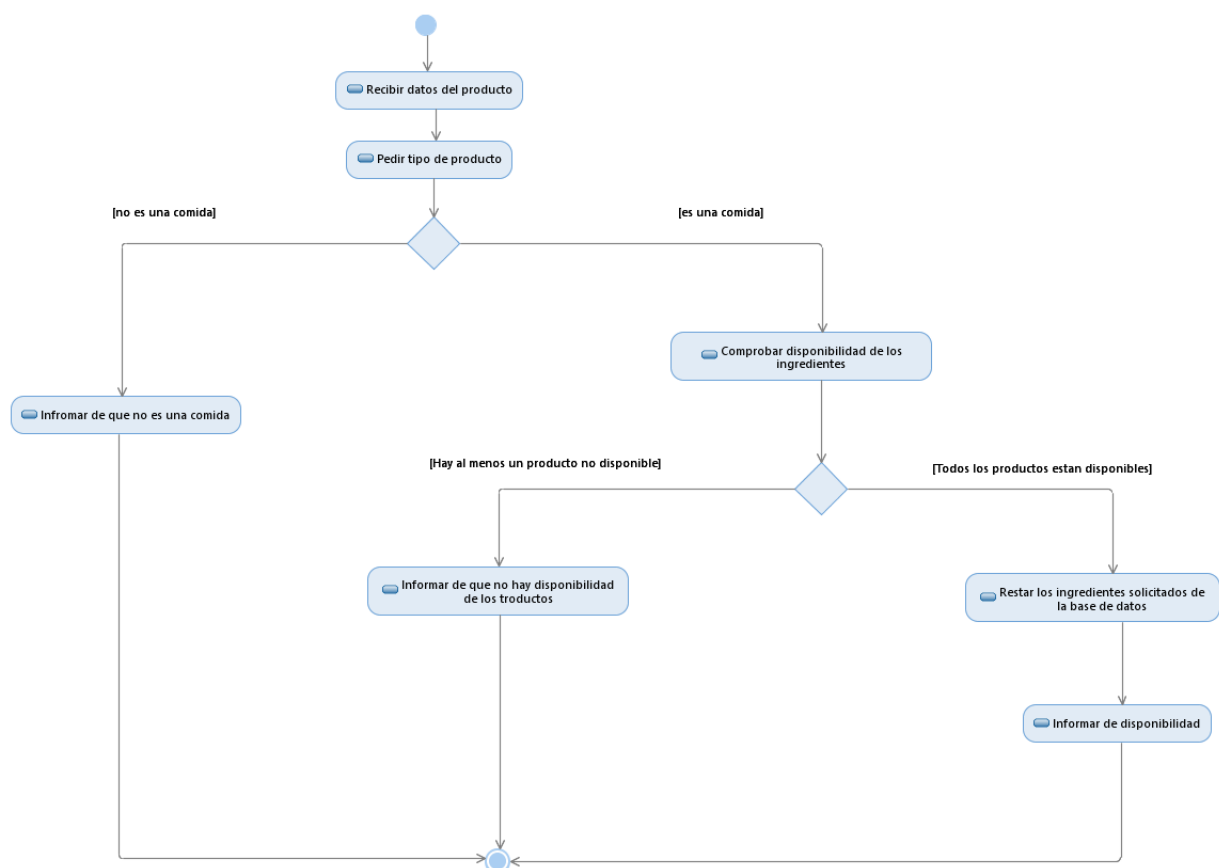 Recibir datos del producto
Pedir tipo de producto
[no es una comida]
[es una comida]
Comprobar disponibilidad de los
ingredientes
Infromar de que no es una comida
[Hay al menos un producto no disponible]
[Todos los productos estan disponibles]
Informar de que no hay disponibilidad
de los troductos
Restar los ingredientes solicitados de
la base de datos
Informar de disponibilidad